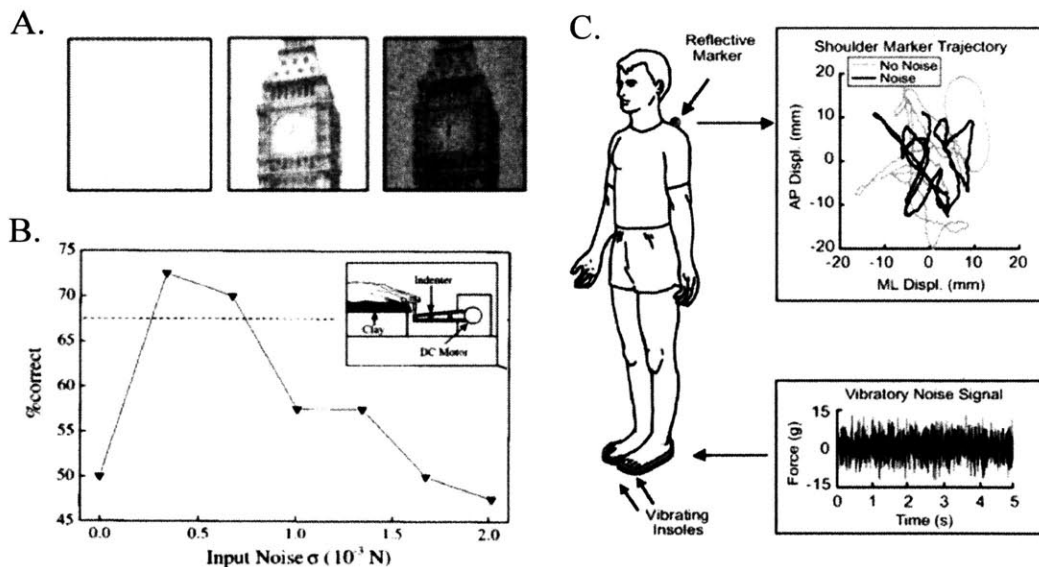 A.
B.
75
70
65
60
55
50
45
%correct
0.0
0.5
1.0
1.5
2.0
Input Noise σ (10⁻³ N)
Indenter
Clay
DC Motor
C.
Reflective
Marker
Vibrating
Insoles
Shoulder Marker Trajectory
No Noise
Noise
20
10
0
-10
-20
AP Displ. (mm)
-20
-10
0
10
20
ML Displ. (mm)
Vibratory Noise Signal
15
0
-15
Force (g)
0
1
2
3
4
5
Time (s)